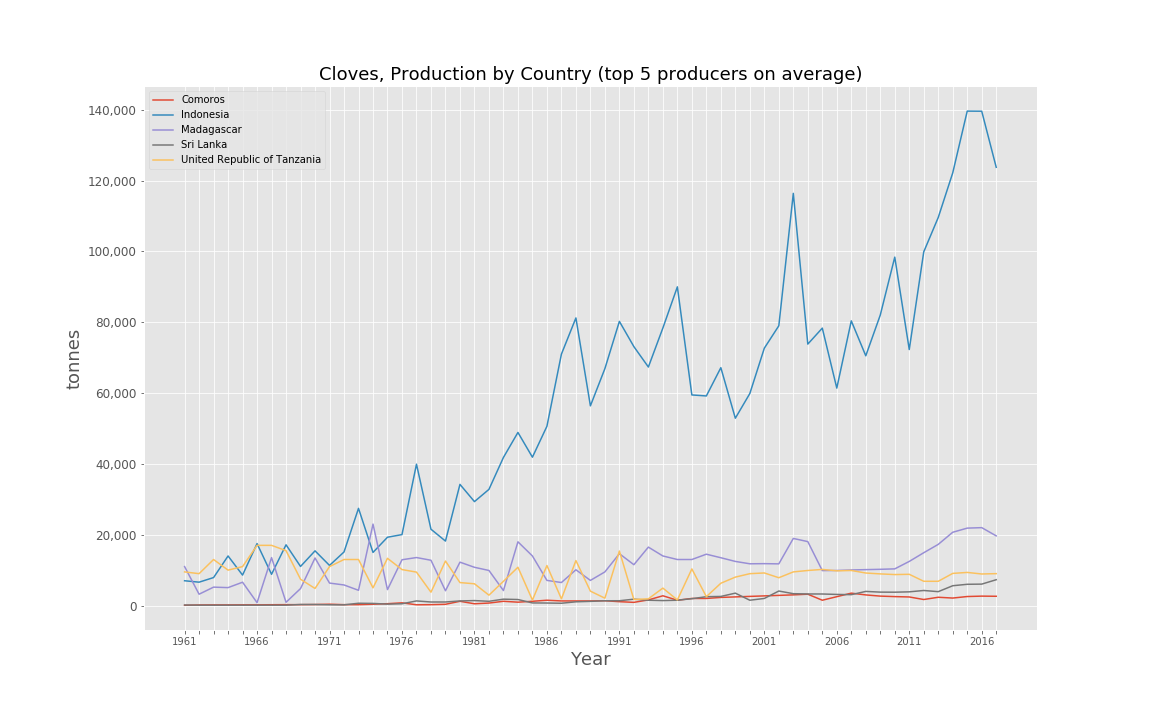 Cloves, Production by Country (top 5 producers on average)
Comoros
Indonesia
Madagascar
Sri Lanka
United Republic of Tanzania
140,000
120,000
100,000
80,000
60,000
40,000
20,000
0
tonnes
1961 1966 1971 1976 1981 1986 1991 1996 2001 2006 2011 2016
Year